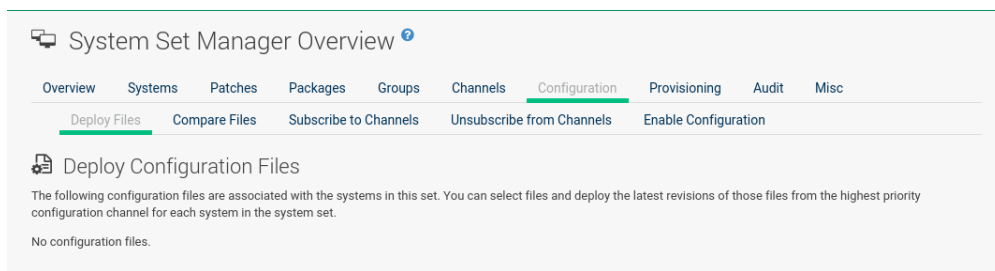 System Set Manager Overview ?
Overview Systems Patches Packages Groups Channels Configuration Provisioning Audit Misc
Deploy Files Compare Files Subscribe to Channels Unsubscribe from Channels Enable Configuration
Deploy Configuration Files
The following configuration files are associated with the systems in this set. You can select files and deploy the latest revisions of those files from the highest priority
configuration channel for each system in the system set.
No configuration files.